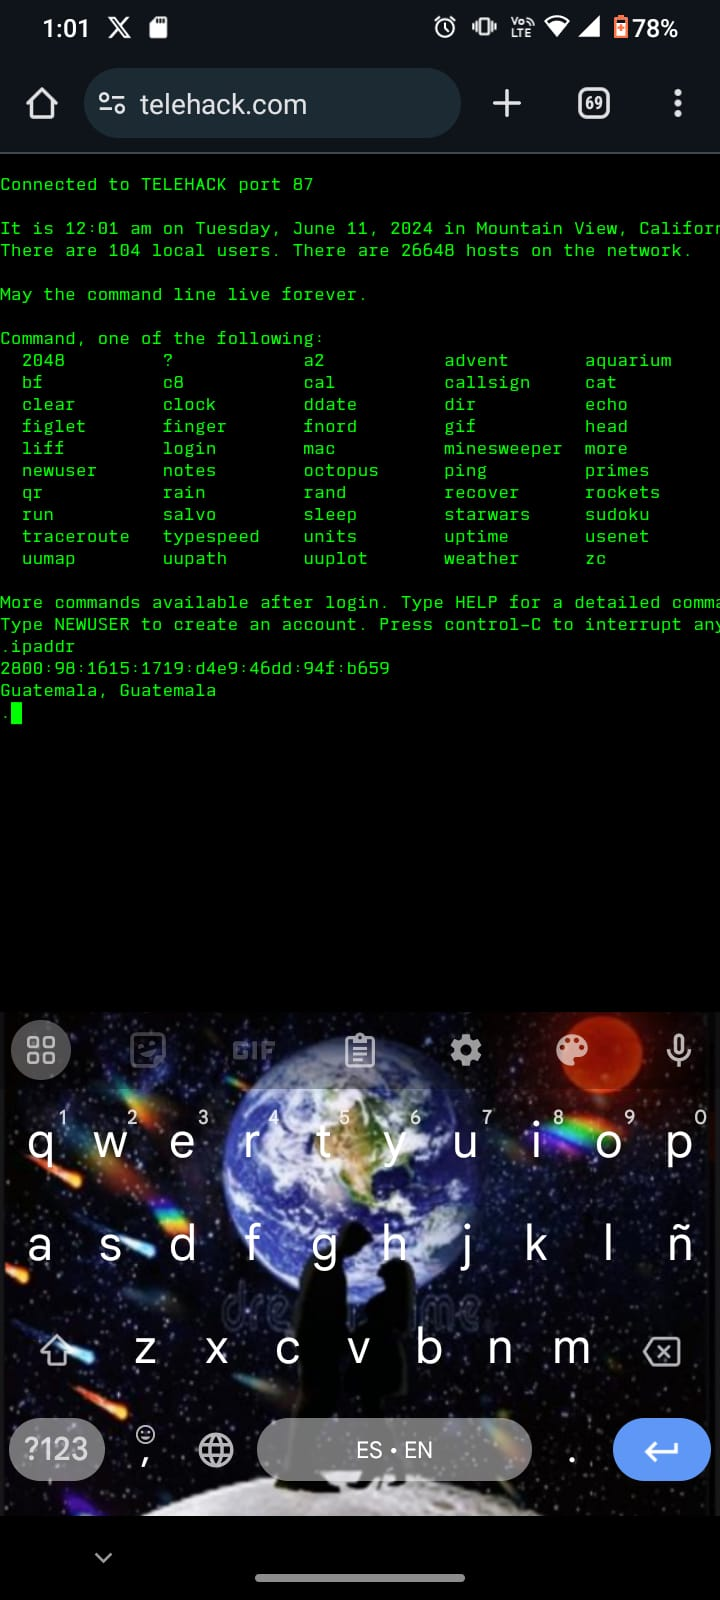 1:01 78%
Vo LTE
telehack.com 69
Connected to TELEHACK port 87
It is 12:01 am on Tuesday, June 11, 2024 in Mountain View, Califor
There are 104 local users. There are 26648 hosts on the network.
May the command line live forever.
Command, one of the following:
2048 ? a2 advent aquarium
bf c8 cal callsign cat
clear clock ddate dir echo
figlet finger fnord gif head
liff login mac minesweeper more
newuser notes octopus ping primes
qr rain rand recover rockets
run salvo sleep starwars sudoku
traceroute typespeed units uptime usenet
uumap uupath uuplot weather zc
More commands available after login. Type HELP for a detailed comma
Type NEWUSER to create an account. Press control-C to interrupt any
.ipaddr
2800:98:1615:1719:d4e9:46dd:94f:b659
Guatemala, Guatemala
.
GIF
1 2 3 4 5 6 7 8 9 0
q w e r t y u i o p
a s d f g h j k l ñ
z x c v b n m
?123 , ES • EN .